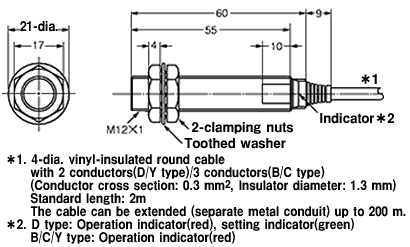 21-dia.
17
60
55
9
4
10
*1
M12×1
2-clamping nuts
Toothed washer
Indicator*2
*1. 4-dia. vinyl-insulated round cable
with 2 conductors(D/Y type)/3 conductors(B/C type)
(Conductor cross section: 0.3 mm², Insulator diameter: 1.3 mm)
Standard length: 2m
The cable can be extended (separate metal conduit) up to 200 m.
*2. D type: Operation indicator(red), setting indicator(green)
B/C/Y type: Operation indicator(red)